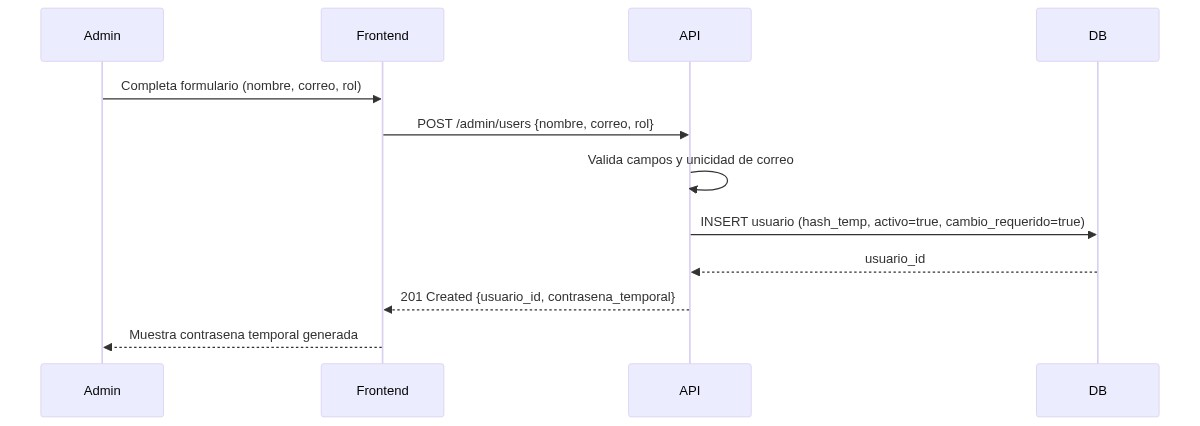 Admin
Frontend
API
DB
Completa formulario (nombre, correo, rol)
POST /admin/users {nombre, correo, rol}
Valida campos y unicidad de correo
INSERT usuario (hash_temp, activo=true, cambio_requerido=true)
usuario_id
201 Created {usuario_id, contrasena_temporal}
Muestra contrasena temporal generada
Admin
Frontend
API
DB